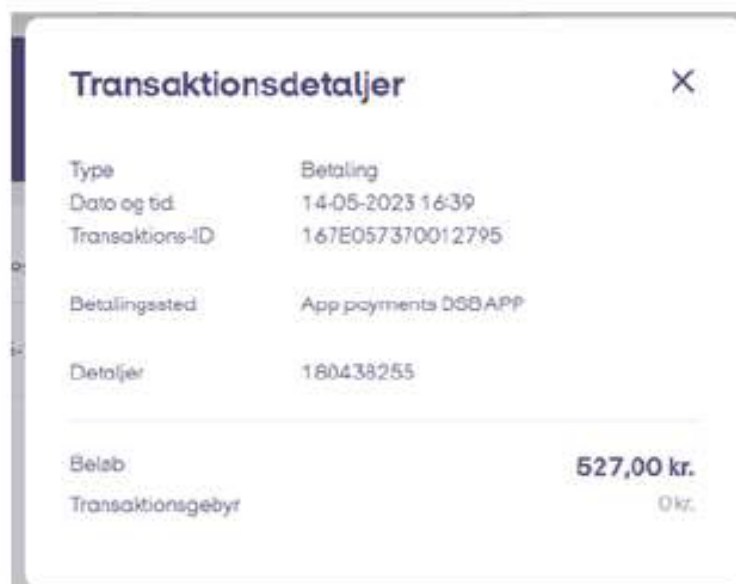 Transaktionsdetaljer
Type Betaling
Dato og tid 14-05-2023 16:39
Transaktions-ID 167E057370012795
Betalingssted App payments DSBAPP
Detaljer 180438255
Beløb 527,00 kr.
Transaktionsgebyr 0 kr.